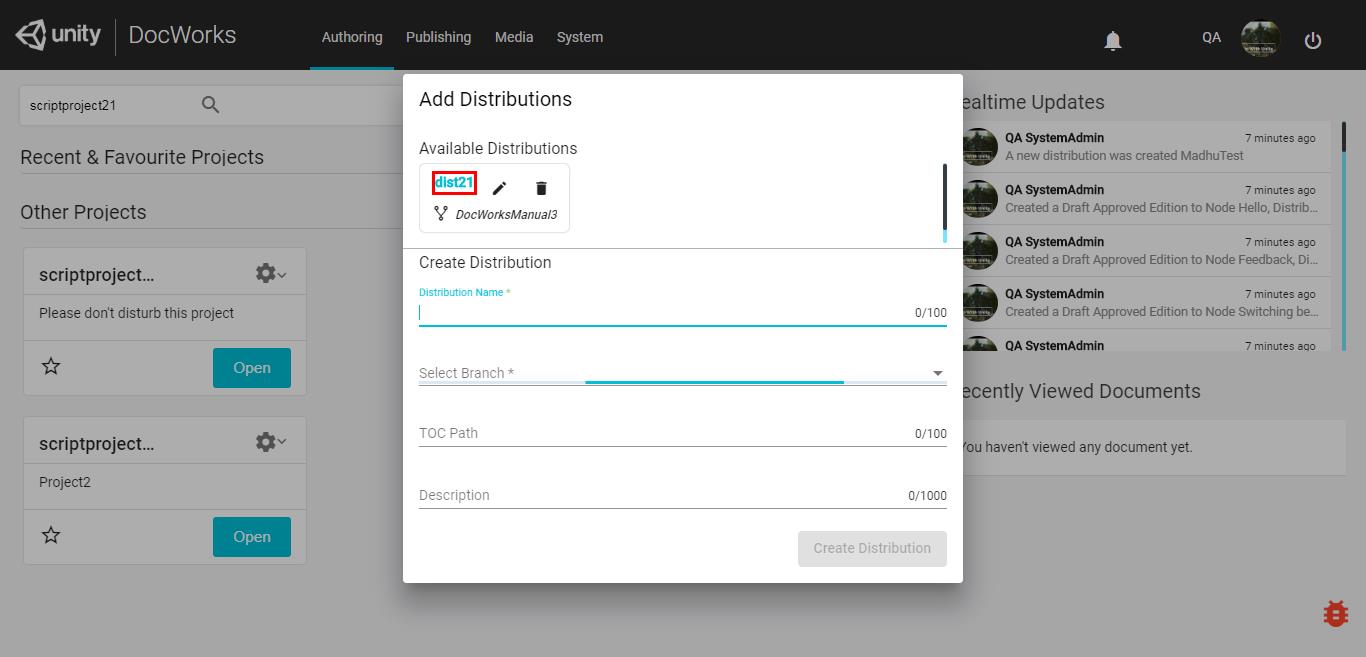 unity DocWorks Authoring Publishing Media System QA
scriptproject21
Recent & Favourite Projects
Other Projects
scriptproject...
Please don't disturb this project
Open
scriptproject...
Project2
Open
Add Distributions
Available Distributions
dist21
DocWorksManual3
Create Distribution
Distribution Name *
0/100
Select Branch *
TOC Path 0/100
Description 0/1000
Create Distribution
ealtime Updates
QA SystemAdmin 7 minutes ago
A new distribution was created MadhuTest
QA SystemAdmin 7 minutes ago
Created a Draft Approved Edition to Node Hello, Distrib...
QA SystemAdmin 7 minutes ago
Created a Draft Approved Edition to Node Feedback, Di...
QA SystemAdmin 7 minutes ago
Created a Draft Approved Edition to Node Switching be...
QA SystemAdmin 7 minutes ago
ecently Viewed Documents
You haven't viewed any document yet.